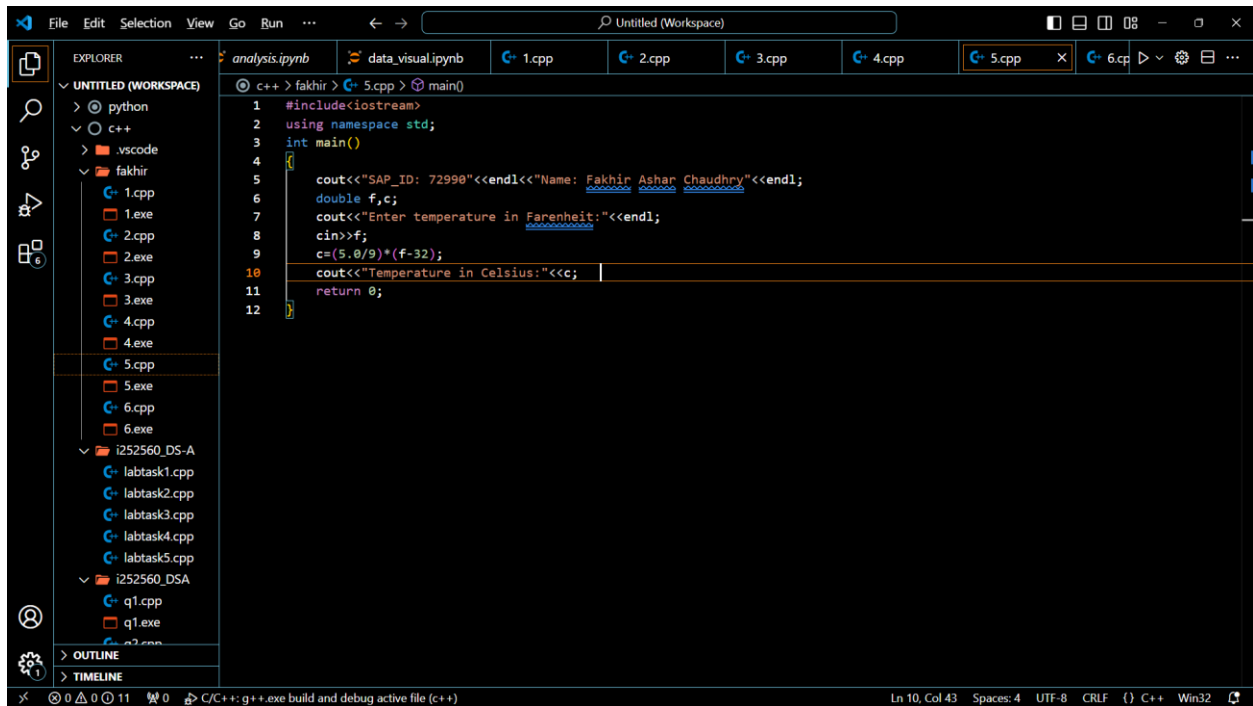 File Edit Selection View Go Run ··· ← → Untitled (Workspace)
EXPLORER ··· analysis.ipynb data_visual.ipynb 1.cpp 2.cpp 3.cpp 4.cpp 5.cpp 6.cp
UNTITLED (WORKSPACE)
python
c++
.vscode
fakhir
1.cpp
1.exe
2.cpp
2.exe
3.cpp
3.exe
4.cpp
4.exe
5.cpp
5.exe
6.cpp
6.exe
i252560_DS-A
labtask1.cpp
labtask2.cpp
labtask3.cpp
labtask4.cpp
labtask5.cpp
i252560_DSA
q1.cpp
q1.exe
q2.cpp
OUTLINE
TIMELINE
c++ > fakhir > 5.cpp > main()
1 #include<iostream>
2 using namespace std;
3 int main()
4 {
5 cout<<"SAP_ID: 72990"<<endl<<"Name: Fakhir Ashar Chaudhry"<<endl;
6 double f,c;
7 cout<<"Enter temperature in Farenheit:"<<endl;
8 cin>>f;
9 c=(5.0/9)*(f-32);
10 cout<<"Temperature in Celsius:"<<c;
11 return 0;
12 }
6
1
0 0 11 0 C/C++: g++.exe build and debug active file (c++) Ln 10, Col 43 Spaces: 4 UTF-8 CRLF {} C++ Win32